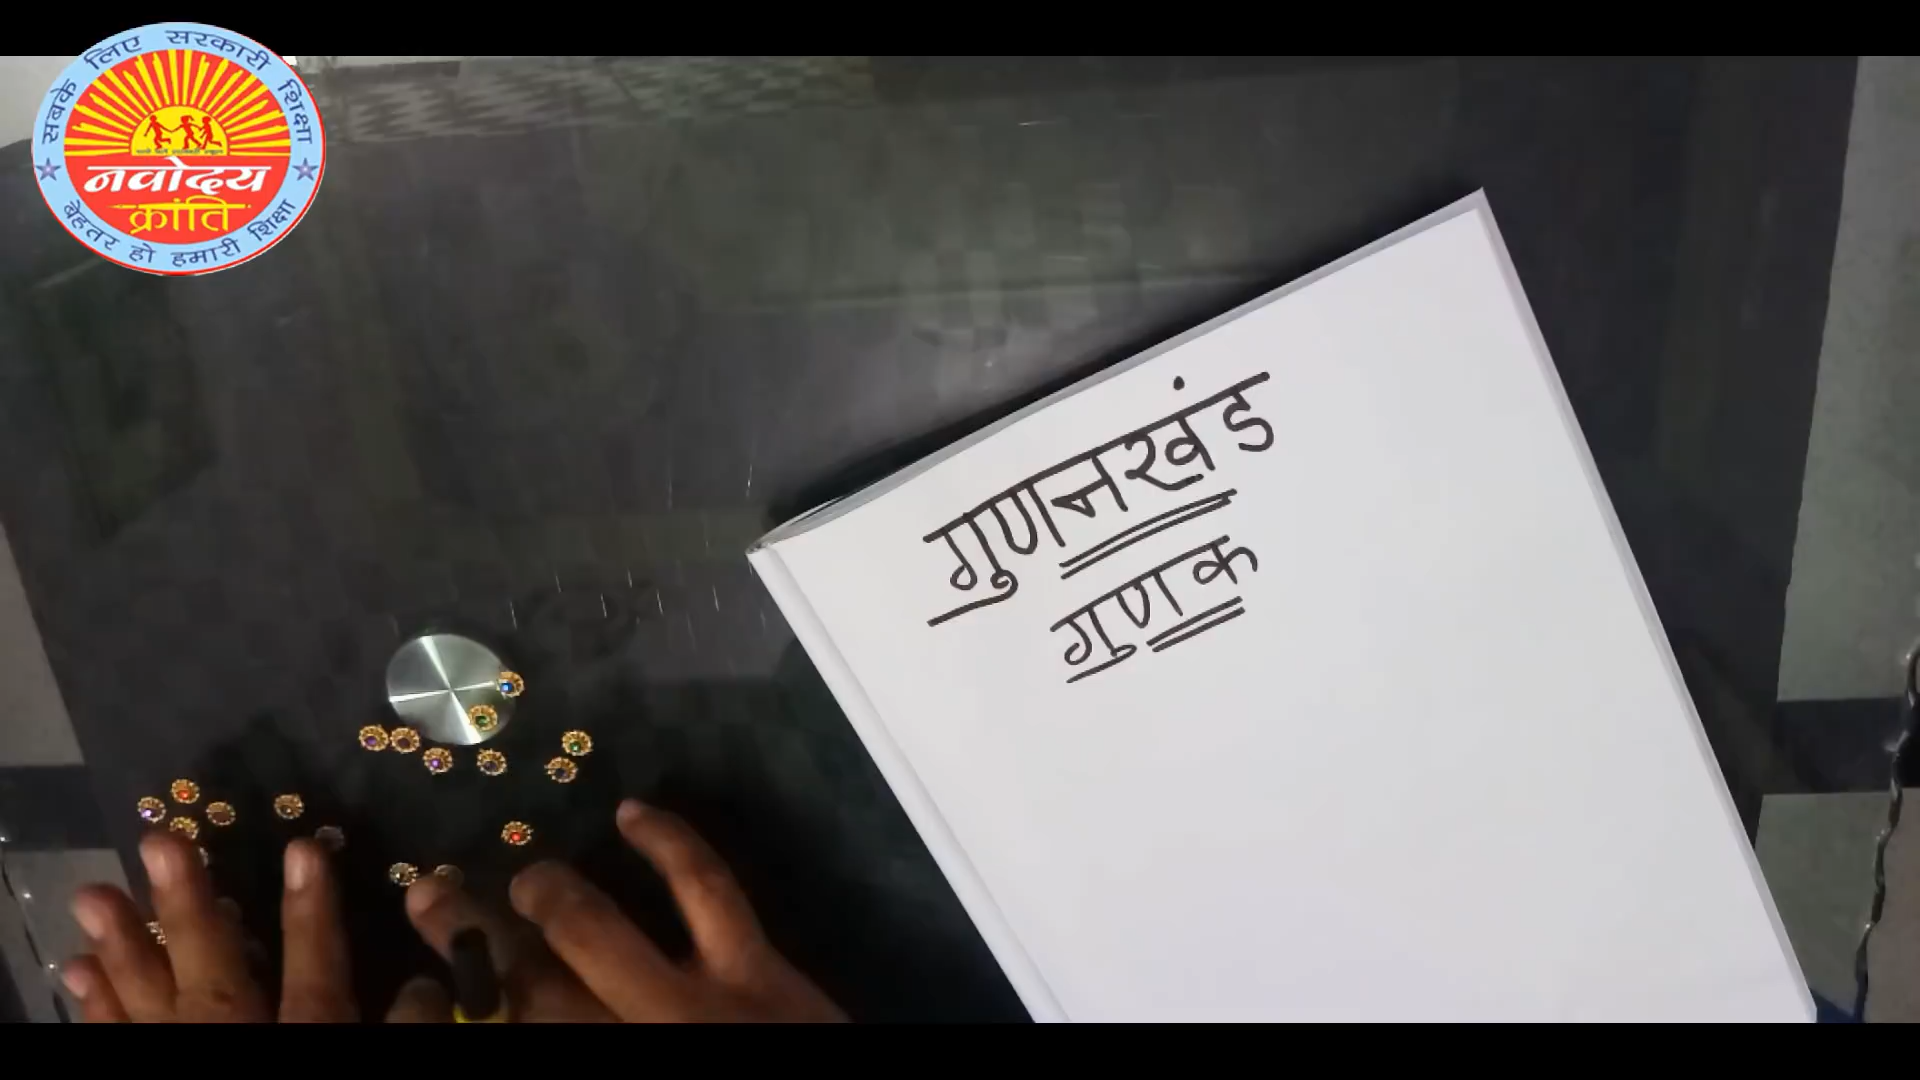 सबके लिए सरकारी शिक्षा
नवोदय
क्रांति
बेहतर हो हमारी शिक्षा
गुणनखंड
गुणक